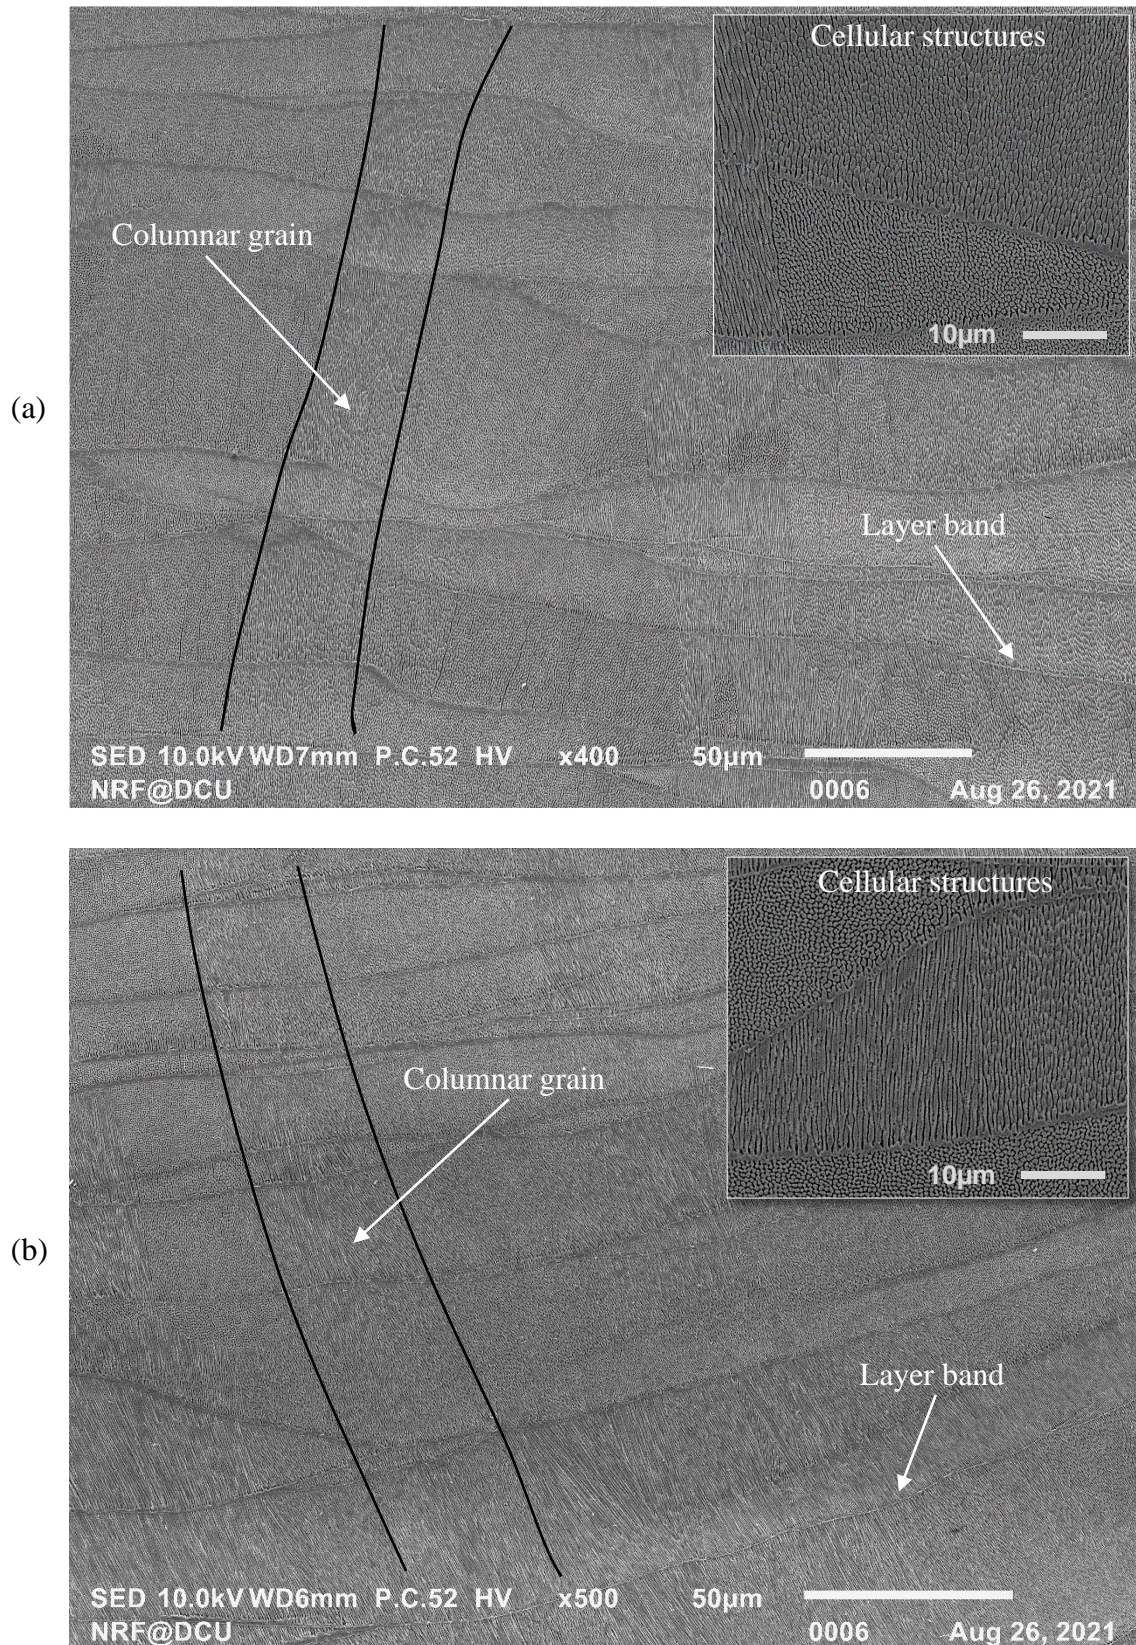 Cellular structures
Columnar grain
10µm
(a)
Layer band
SED 10.0kV WD7mm P.C.52 HV x400 50µm
NRF@DCU 0006 Aug 26, 2021
Cellular structures
Columnar grain
10µm
(b)
Layer band
SED 10.0kV WD6mm P.C.52 HV x500 50µm
NRF@DCU 0006 Aug 26, 2021